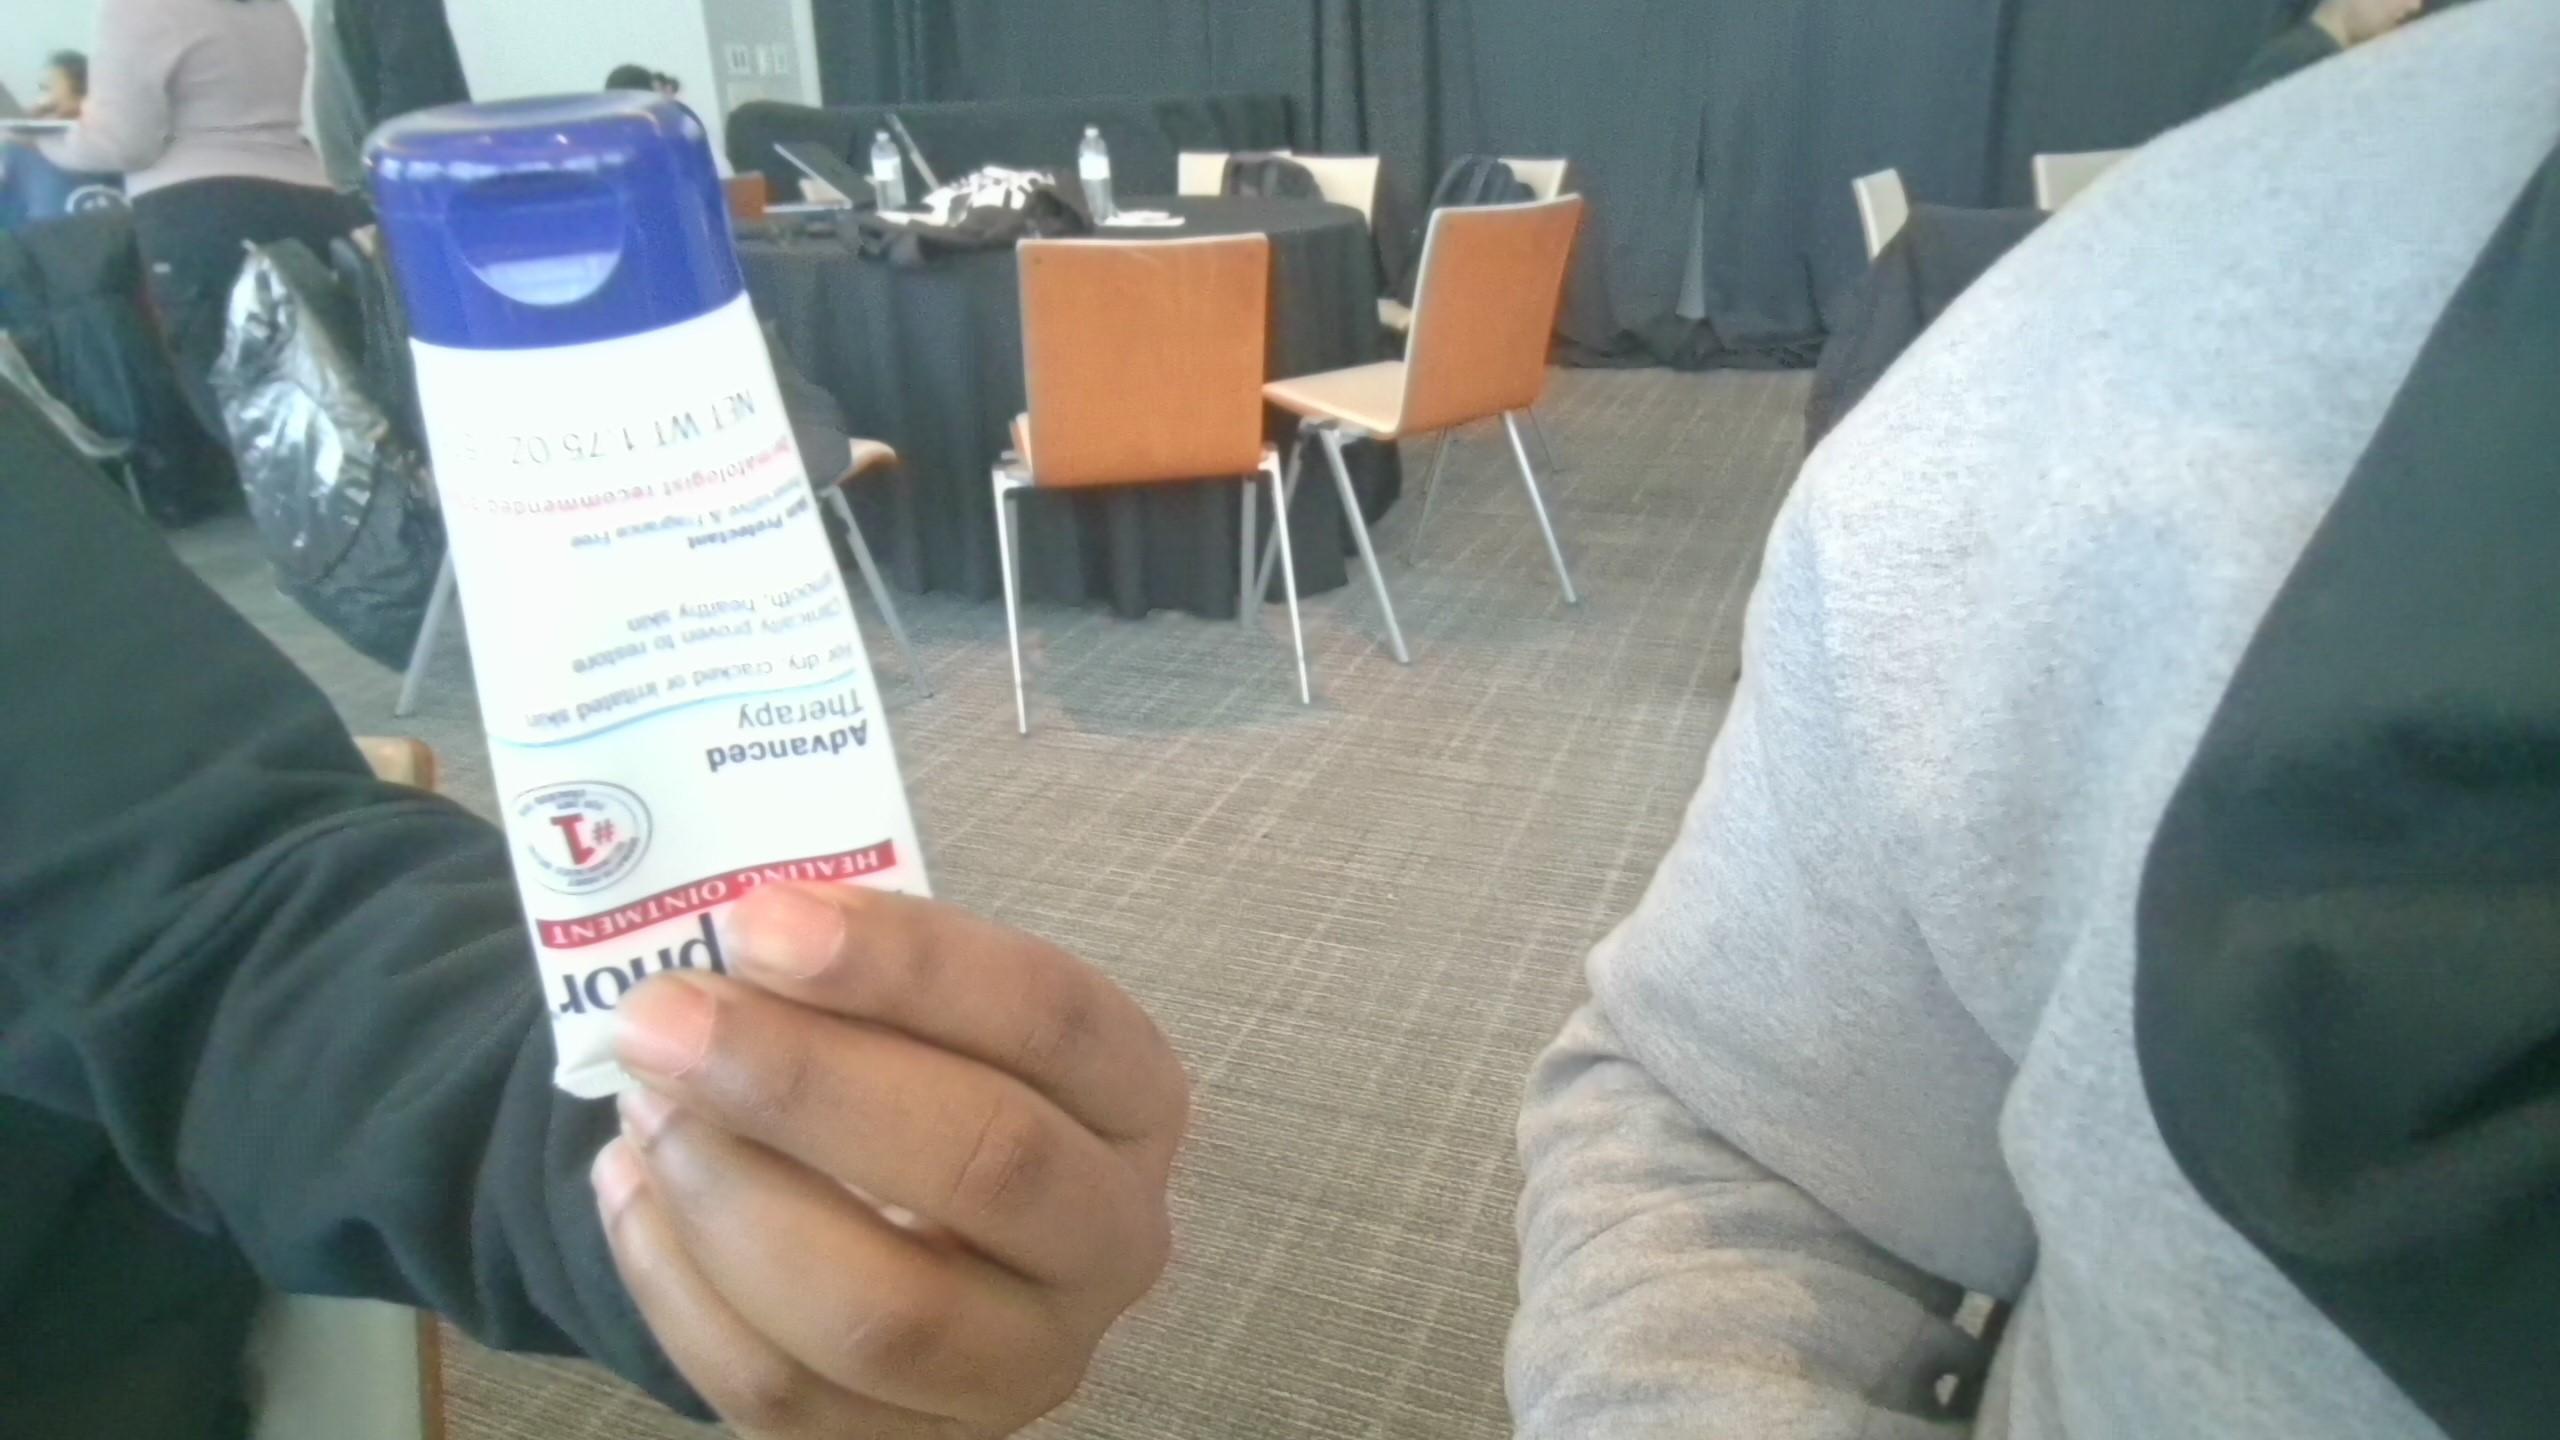 phor
HEALING OINTMENT
#1
Advanced
Therapy
For dry, cracked or irritated skin
Clinically proven to restore
smooth, healthy skin
Protectant
& Fragrance Free
recommended
NET WT 1.75 OZ